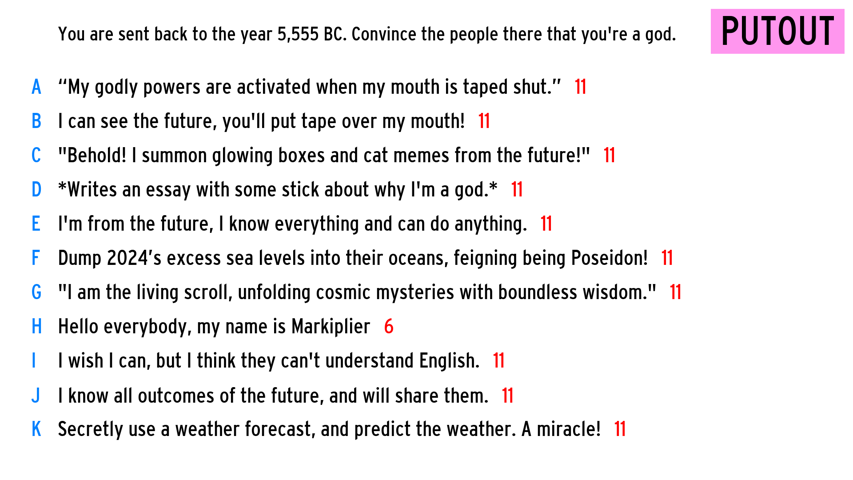 You are sent back to the year 5,555 BC. Convince the people there that you're a god.
PUTOUT
A “My godly powers are activated when my mouth is taped shut.” 11
B I can see the future, you'll put tape over my mouth! 11
C "Behold! I summon glowing boxes and cat memes from the future!" 11
D *Writes an essay with some stick about why I'm a god.* 11
E I'm from the future, I know everything and can do anything. 11
F Dump 2024’s excess sea levels into their oceans, feigning being Poseidon! 11
G "I am the living scroll, unfolding cosmic mysteries with boundless wisdom." 11
H Hello everybody, my name is Markiplier 6
I I wish I can, but I think they can't understand English. 11
J I know all outcomes of the future, and will share them. 11
K Secretly use a weather forecast, and predict the weather. A miracle! 11